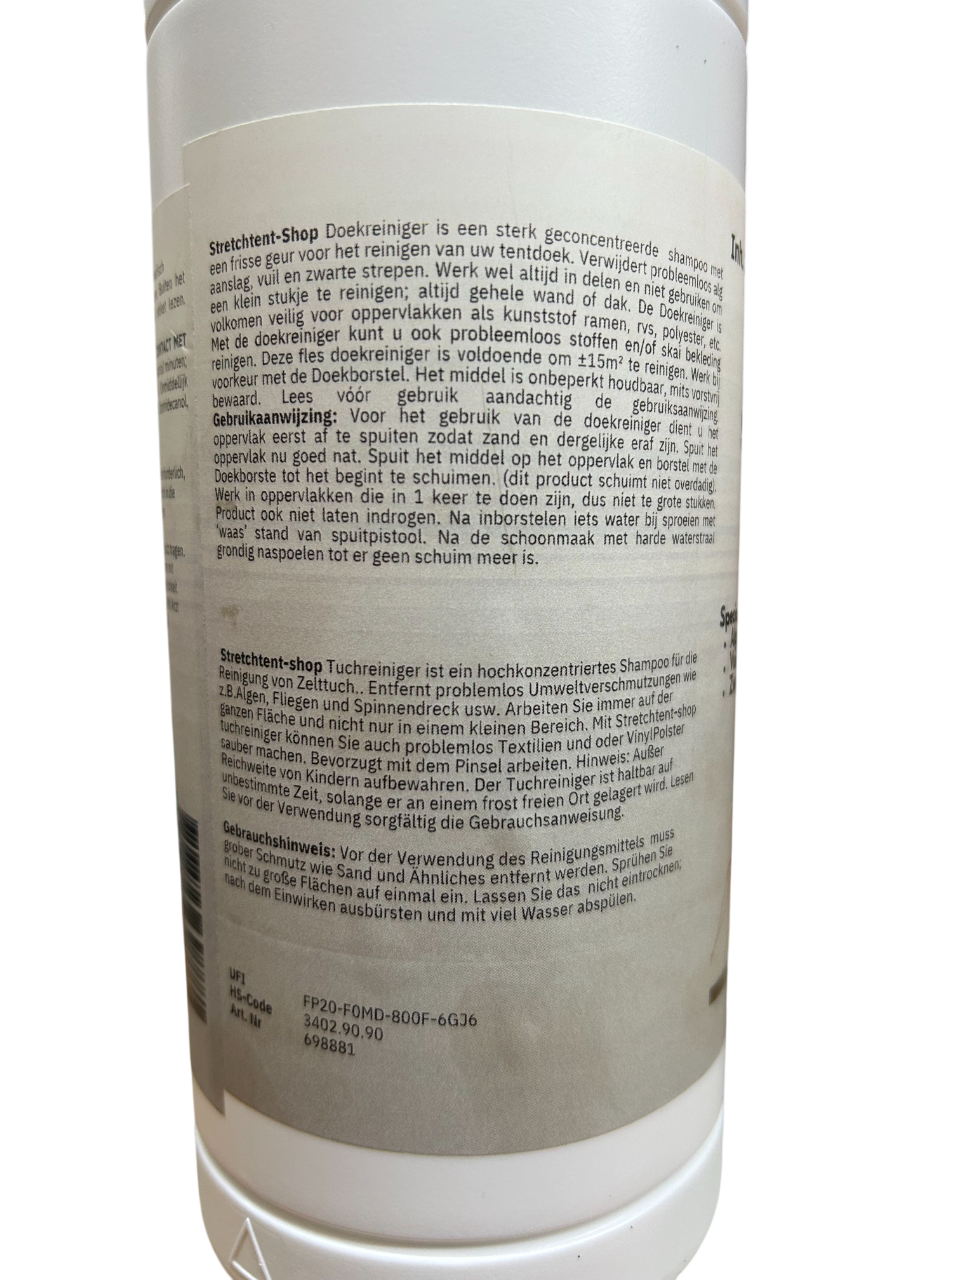 Stretchtent-Shop Doekreiniger is een sterk geconcentreerde shampoo met
een frisse geur voor het reinigen van uw tentdoek. Verwijdert probleemloos alg
aanslag, vuil en zwarte strepen. Werk wel altijd in delen en niet gebruiken om
een klein stukje te reinigen; altijd gehele wand of dak. De Doekreiniger is
volkomen veilig voor oppervlakken als kunststof ramen, rvs, polyester, etc.
Met de doekreiniger kunt u ook probleemloos stoffen en/of skai bekleding
reinigen. Deze fles doekreiniger is voldoende om ±15m² te reinigen. Werk bij
voorkeur met de Doekborstel. Het middel is onbeperkt houdbaar, mits vorstvrij
bewaard. Lees vóór gebruik aandachtig de gebruiksaanwijzing.
Gebruikaanwijzing: Voor het gebruik van de doekreiniger dient u het
oppervlak eerst af te spuiten zodat zand en dergelijke eraf zijn. Spuit het
oppervlak nu goed nat. Spuit het middel op het oppervlak en borstel met de
Doekborste tot het begint te schuimen. (dit product schuimt niet overdadig).
Werk in oppervlakken die in 1 keer te doen zijn, dus niet te grote stukken.
Product ook niet laten indrogen. Na inborstelen iets water bij sproeien met
'waas' stand van spuitpistool. Na de schoonmaak met harde waterstraal
grondig naspoelen tot er geen schuim meer is.
Stretchtent-shop Tuchreiniger ist ein hochkonzentriertes Shampoo für die
Reinigung von Zelttuch.. Entfernt problemlos Umweltverschmutzungen wie
z.B.Algen, Fliegen und Spinnendreck usw. Arbeiten Sie immer auf der
ganzen Fläche und nicht nur in einem kleinen Bereich. Mit Stretchtent-shop
tuchreiniger können Sie auch problemlos Textilien und oder VinylPolster
sauber machen. Bevorzugt mit dem Pinsel arbeiten. Hinweis: Außer
Reichweite von Kindern aufbewahren. Der Tuchreiniger ist haltbar auf
unbestimmte Zeit, solange er an einem frost freien Ort gelagert wird. Lesen
Sie vor der Verwendung sorgfältig die Gebrauchsanweisung.
Gebrauchshinweis: Vor der Verwendung des Reinigungsmittels muss
grober Schmutz wie Sand und Ähnliches entfernt werden. Sprühen Sie
nicht zu große Flächen auf einmal ein. Lassen Sie das nicht eintrocknen;
nach dem Einwirken ausbürsten und mit viel Wasser abspülen.
UFI FP20-F0MD-800F-6GJ6
HS-Code 3402.90.90
Art. Nr 698881